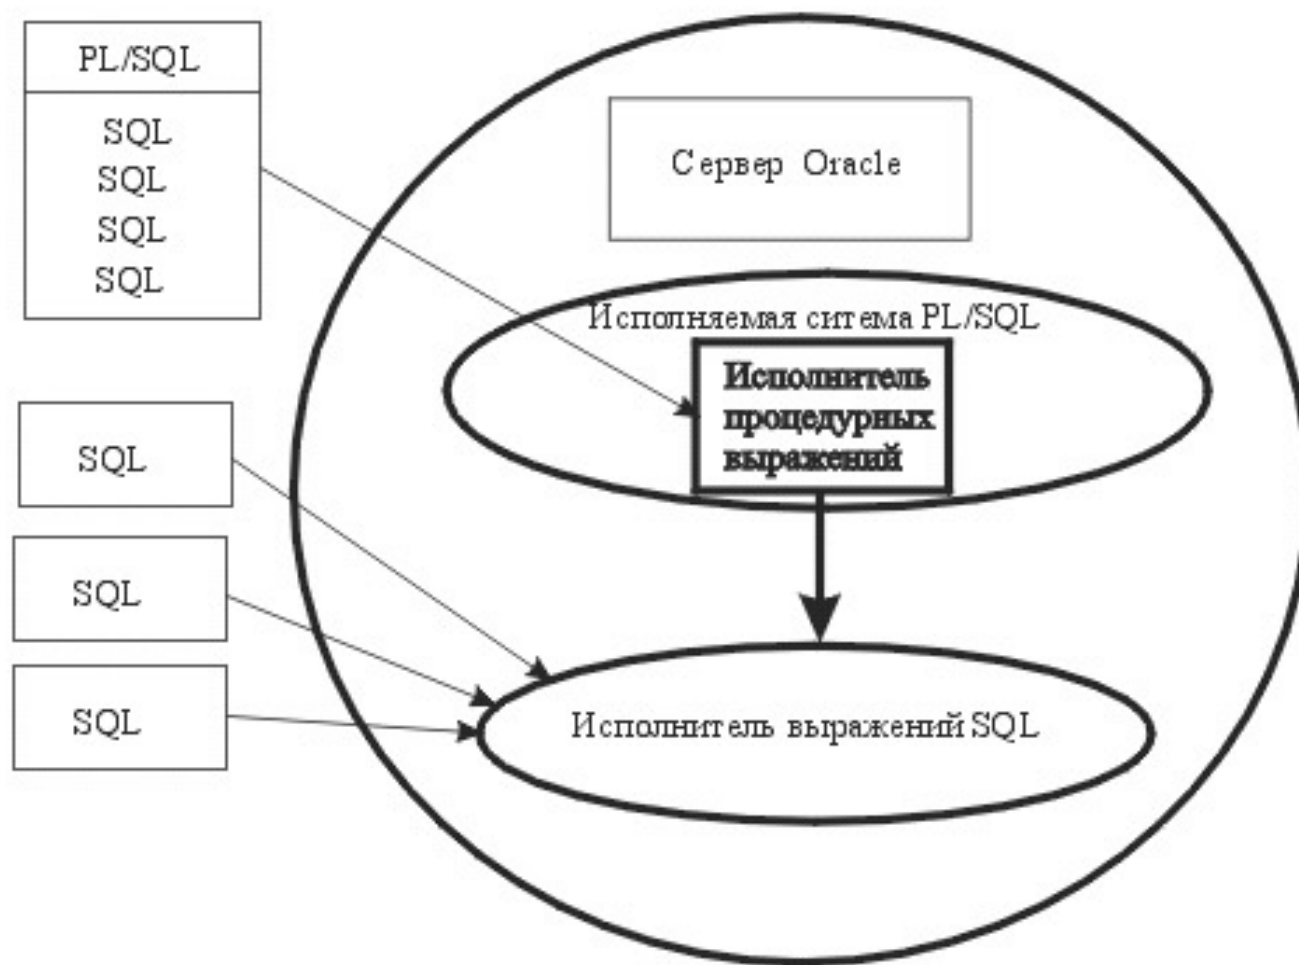 PL/SQL
SQL
SQL
SQL
SQL
Сервер Oracle
Исполняемая ситема PL/SQL
Исполнитель
процедурных
выражений
SQL
SQL
SQL
Исполнитель выражений SQL